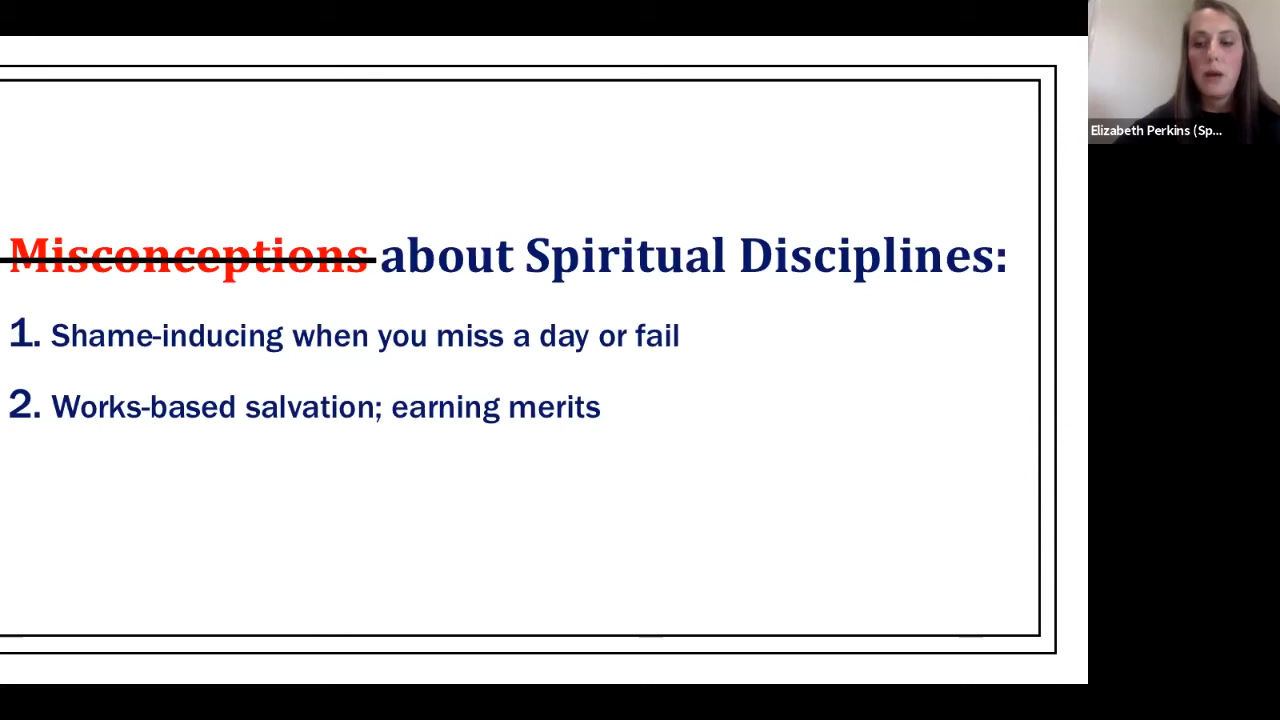 Misconceptions about Spiritual Disciplines:
1. Shame-inducing when you miss a day or fail
2. Works-based salvation; earning merits
Elizabeth Perkins (Sp...